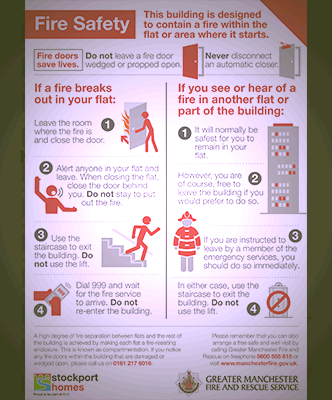 Fire Safety
This building is designed
to contain a fire within the
flat or area where it starts.
Fire doors
save lives.
Do not leave a fire door
wedged or propped open.
Never disconnect
an automatic closer.
If a fire breaks
out in your flat:
Leave the room
where the fire is
and close the door.
1
2
Alert anyone in your flat and
leave. When closing the flat,
close the door behind
you. Do not stay to put
out the fire.
3
Use the
staircase to exit
the building. Do
not use the lift.
4
Dial 999 and
wait for the fire
service to
arrive. Do not
re-enter the building.
If you see or hear of a
fire in another flat or
part of the building:
1
It will normally be
safest for you to
remain in your
flat.
2
However, you are
of course, free to
leave the building if you
would prefer to do so.
3
If you are instructed to
leave by a member of the
emergency services, you
should do so immediately.
In either case, use the
staircase to exit the
building. Do not
use the lift.
4
A high degree of fire separation between flats and the rest of
the building is achieved by making each flat a fire-resisting
enclosure. This is known as compartmentation. If you notice
any fire doors within the building that are damaged or
wedged open, please call us on 0161 217 6016.
Please remember that you can also
arrange a free safe and well visit by
calling Greater Manchester Fire and
Rescue on freephone 0800 555 815 or
visit www.manchesterfire.gov.uk.
stockport
homes
GREATER MANCHESTER
FIRE AND RESCUE SERVICE